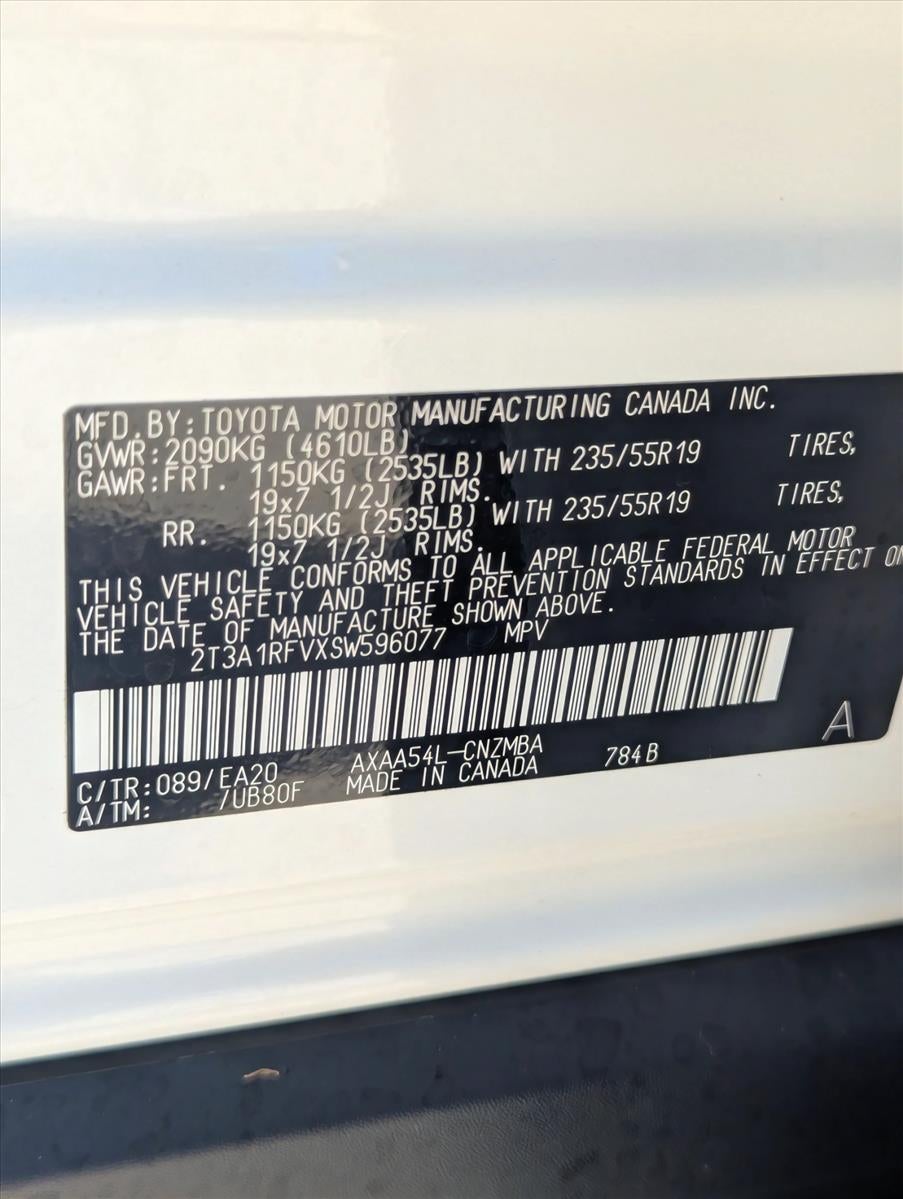 MFD.BY:TOYOTA MOTOR MANUFACTURING CANADA INC.
GVWR:2090KG (4610LB)
GAWR:FRT. 1150KG (2535LB) WITH 235/55R19 TIRES,
19x7 1/2J RIMS.
RR. 1150KG (2535LB) WITH 235/55R19 TIRES,
19x7 1/2J RIMS.
THIS VEHICLE CONFORMS TO ALL APPLICABLE FEDERAL MOTOR
VEHICLE SAFETY AND THEFT PREVENTION STANDARDS IN EFFECT ON
THE DATE OF MANUFACTURE SHOWN ABOVE.
2T3A1RFVXSW596077 MPV
A
C/TR:089/EA20 AXAA54L-CNZMBA 784B
A/TM: /UB80F MADE IN CANADA